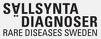 SÄLLSYNTA
DIAGNOSER
RARE DISEASES SWEDEN